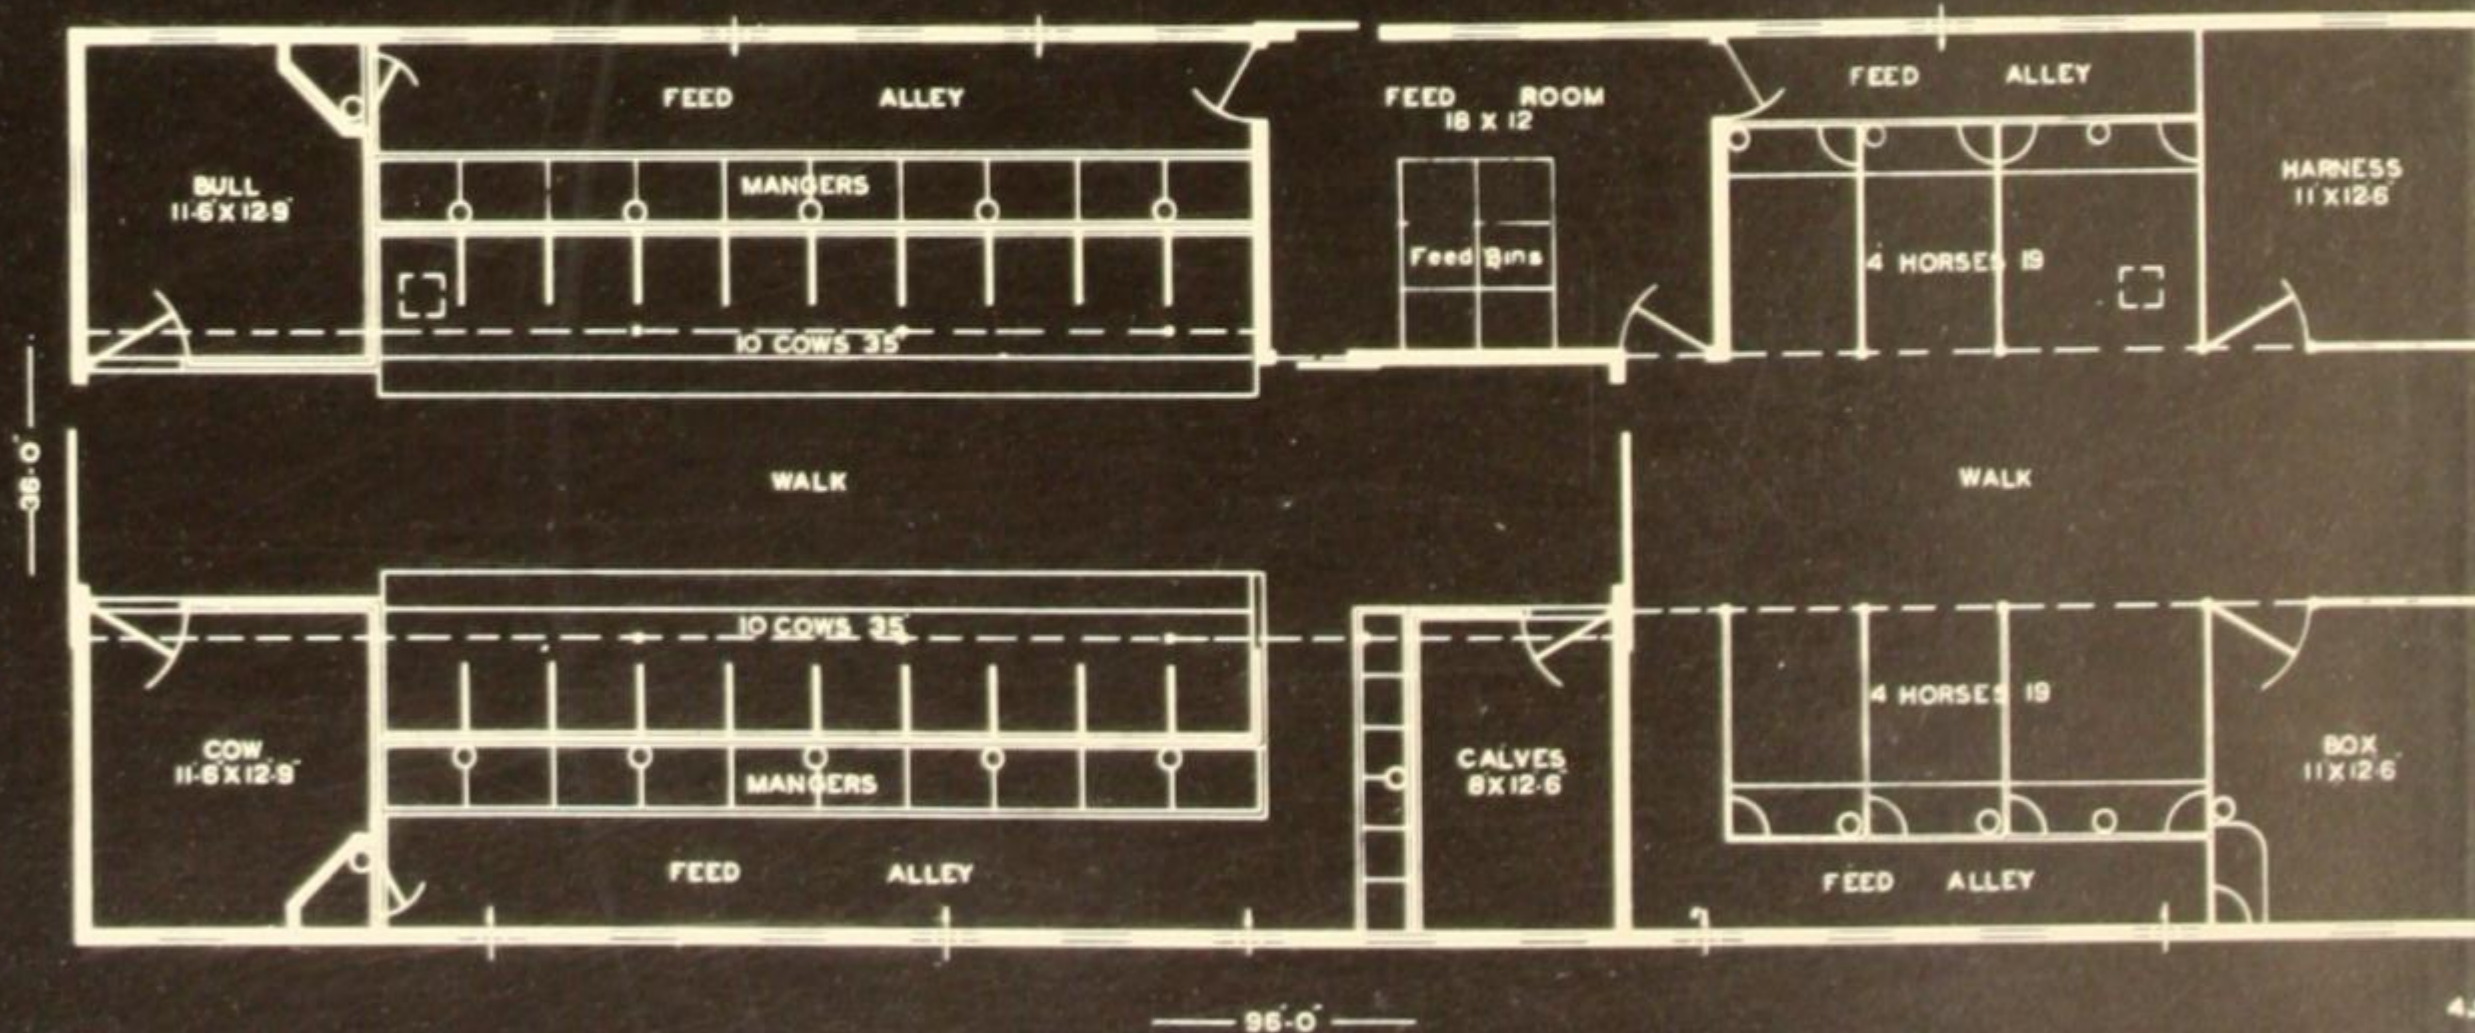 FEED ALLEY
FEED ROOM
18 X 12
FEED ALLEY
BULL
11-6" X 12-9"
MANGERS
HARNESS
11' X 12-6"
Feed Bins
4 HORSES 19
10 COWS 35'
36'-0"
WALK
WALK
10 COWS 35'
4 HORSES 19
COW
11-6 X 12-9"
MANGERS
CALVES
8' X 12-6"
BOX
11' X 12-6"
FEED ALLEY
FEED ALLEY
96'-0"